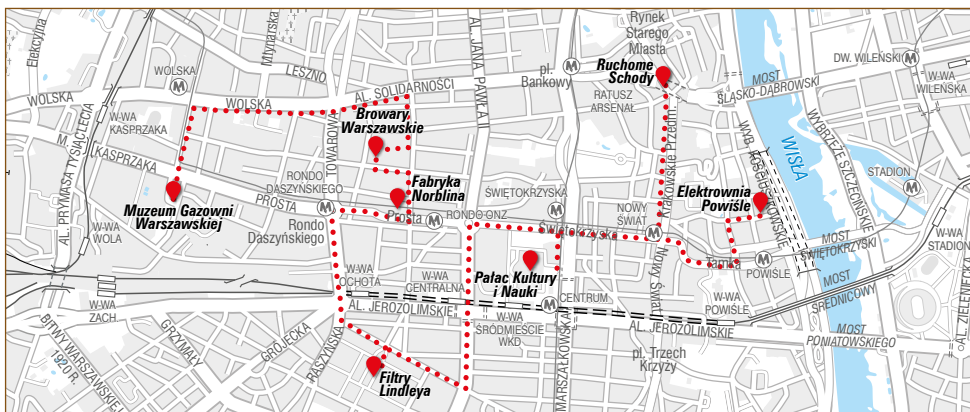 Elekcyjna
Młynarska
WOLSKA
M
LESZNO
WOLSKA
WOLSKA
AL. SOLIDARNOŚCI
AL. JANA PAWŁA II
pl.
Bankowy
M
RATUSZ
ARSENAŁ
Rynek
Starego
Miasta
Ruchome
Schody
MOST
ŚLĄSKO-DĄBROWSKI
DW. WILEŃSKI
M
W-WA
WILEŃSKA
W-WA
KASPRZAKA
M. KASPRZAKA
AL. PRYMASA TYSIĄCLECIA
TOWAROWA
Browary
Warszawskie
Fabryka
Norblina
RONDO
DASZYŃSKIEGO
M
PROSTA
Prosta
M
RONDO ONZ
Rondo
Daszyńskiego
Muzeum Gazowni
Warszawskiej
W-WA
WOLA
ŚWIĘTOKRZYSKA
M
Świętokrzyska
NOWY
ŚWIAT
M
Krakowskie Przedm.
Nowy Świat
Elektrownia
Powiśle
WYB. KOŚCIUSZKOWSKIE
WISŁA
WYBRZEŻE SZCZECIŃSKIE
STADION
M
W-WA
STADION
MOST
ŚWIĘTOKRZYSKI
Tamka
M
POWIŚLE
W-WA
POWIŚLE
MOST
ŚREDNICOWY
MOST
PONIATOWSKIEGO
AL. ZIELENIECKA
Pałac Kultury
i Nauki
W-WA
OCHOTA
W-WA
CENTRALNA
M
CENTRUM
AL. JEROZOLIMSKIE
W-WA
ŚRÓDMIEŚCIE
WKD
AL. JEROZOLIMSKIE
MARSZAŁKOWSKA
pl. Trzech
Krzyży
W-WA
ZACH.
BITWY WARSZAWSKIEJ
1920 R.
GRZYMAŁY
GRÓJECKA
RASZYŃSKA
Filtry
Lindleya